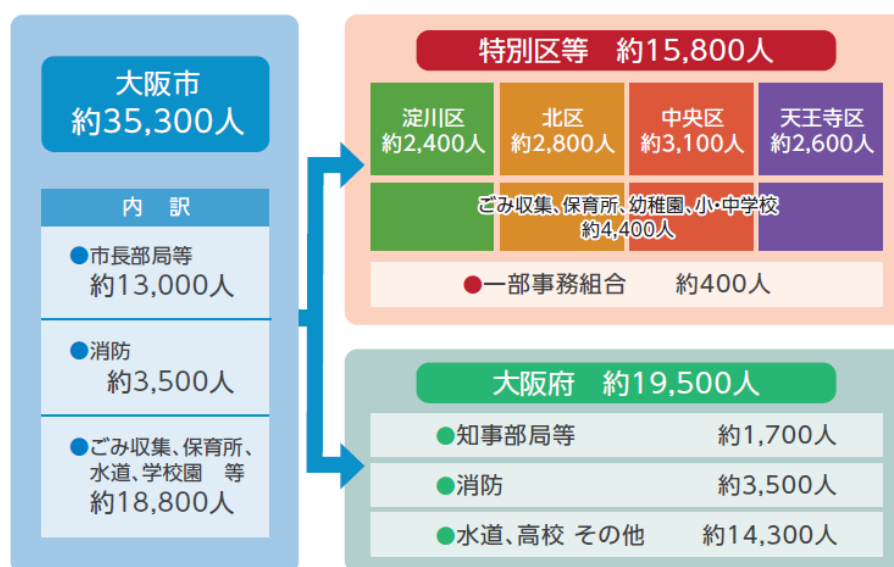 大阪市
約35,300人
内 訳
●市長部局等
約13,000人
●消防
約3,500人
●ごみ収集、保育所、
水道、学校園 等
約18,800人
特別区等 約15,800人
淀川区
約2,400人
北区
約2,800人
中央区
約3,100人
天王寺区
約2,600人
ごみ収集、保育所、幼稚園、小・中学校
約4,400人
●一部事務組合 約400人
大阪府 約19,500人
●知事部局等 約1,700人
●消防 約3,500人
●水道、高校 その他 約14,300人